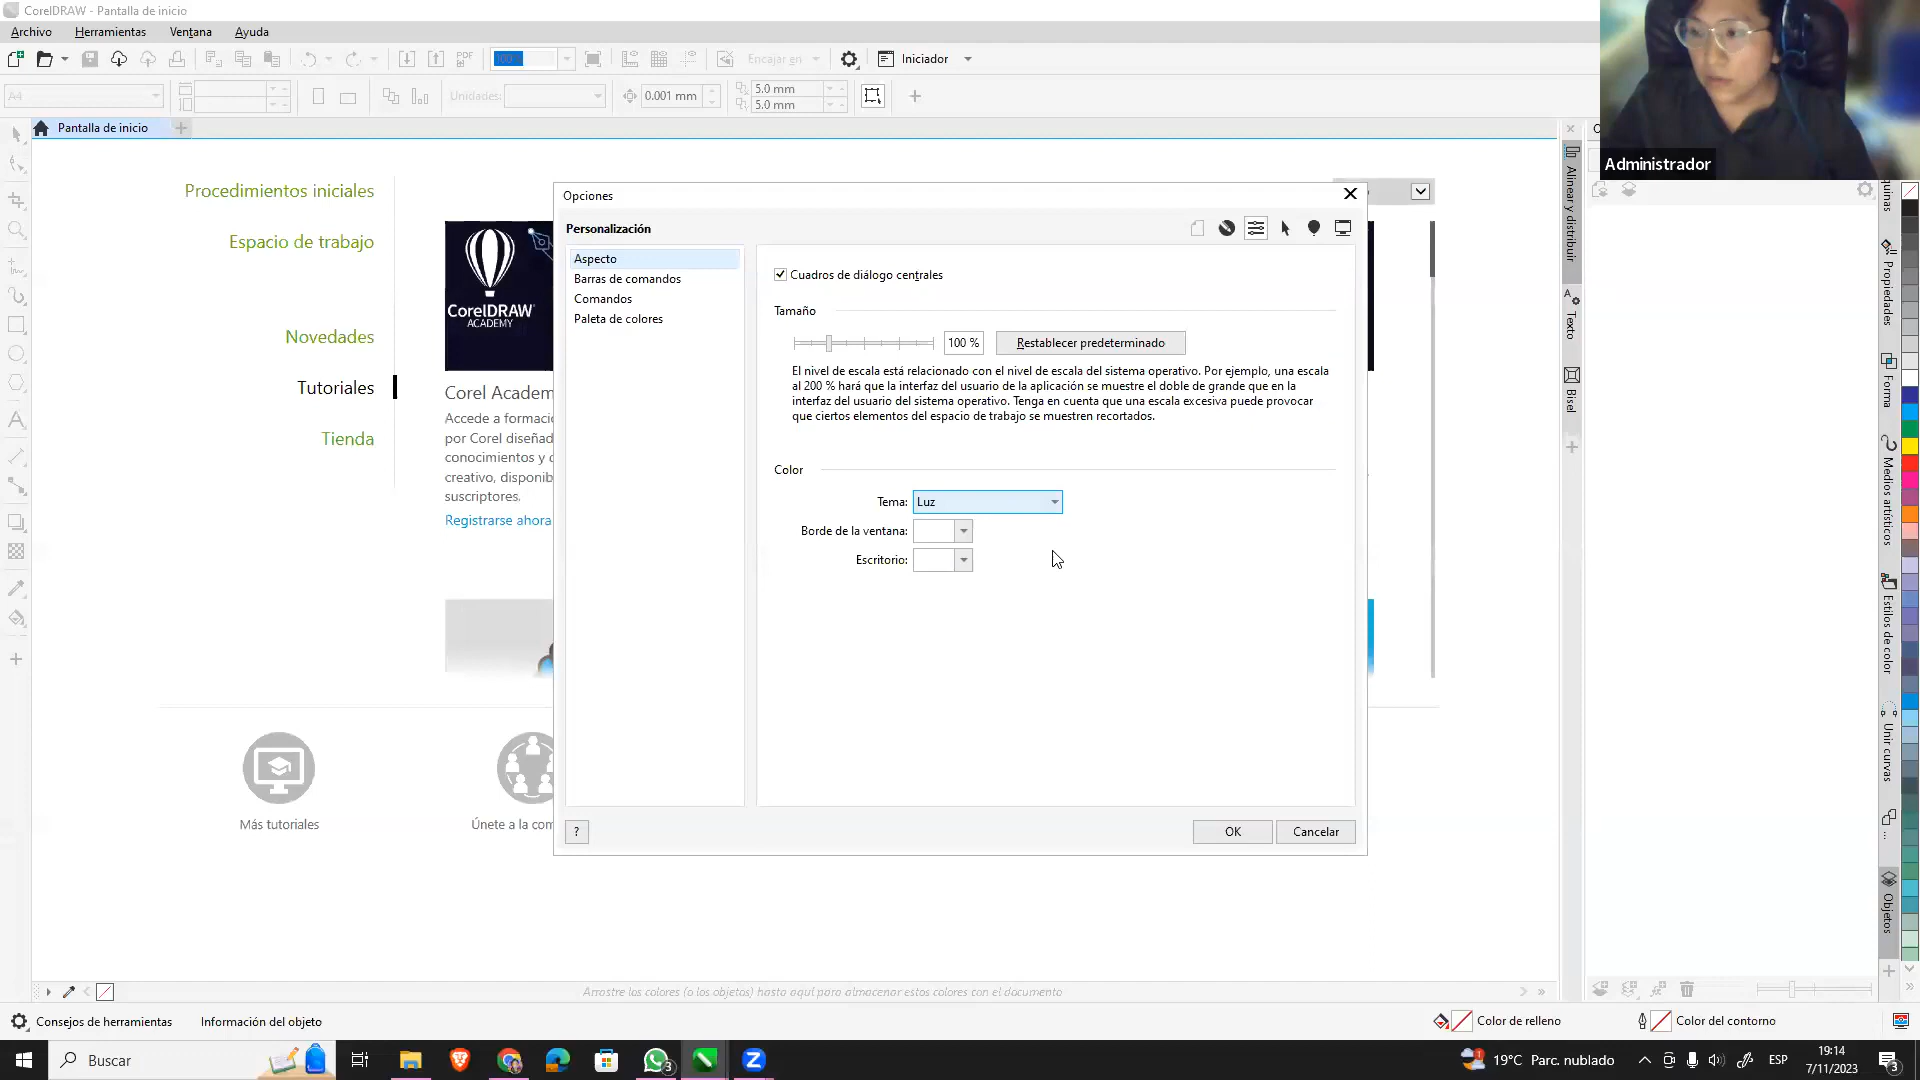 CorelDRAW - Pantalla de inicio
Archivo Herramientas Ventana Ayuda
PDF 100 Encajar en Iniciador
A4 Unidades: 0.001 mm 5.0 mm
5.0 mm
Pantalla de inicio
Administrador
Procedimientos iniciales
Espacio de trabajo
Novedades
Tutoriales
Tienda
CorelDRAW
ACADEMY
Corel Academ
Accede a formació
por Corel diseñad
conocimientos y d
creativo, disponib
suscriptores.
Registrarse ahora
Más tutoriales
Únete a la com
Opciones
Personalización
Aspecto
Barras de comandos
Comandos
Paleta de colores
Cuadros de diálogo centrales
Tamaño
100 %
Restablecer predeterminado
El nivel de escala está relacionado con el nivel de escala del sistema operativo. Por ejemplo, una escala
al 200 % hará que la interfaz del usuario de la aplicación se muestre el doble de grande que en la
interfaz del usuario del sistema operativo. Tenga en cuenta que una escala excesiva puede provocar
que ciertos elementos del espacio de trabajo se muestren recortados.
Color
Tema: Luz
Borde de la ventana:
Escritorio:
?
OK
Cancelar
Alinear y distribuir
Texto
Bisel
quinas
Propiedades
Forma
Medios artísticos
Estilos de color
Unir curvas
Objetos
Arrastre los colores (o los objetos) hasta aquí para almacenar estos colores con el documento
Consejos de herramientas
Información del objeto
Color de relleno
Color del contorno
Buscar
3
19°C Parc. nublado
ESP
19:14
7/11/2023
3